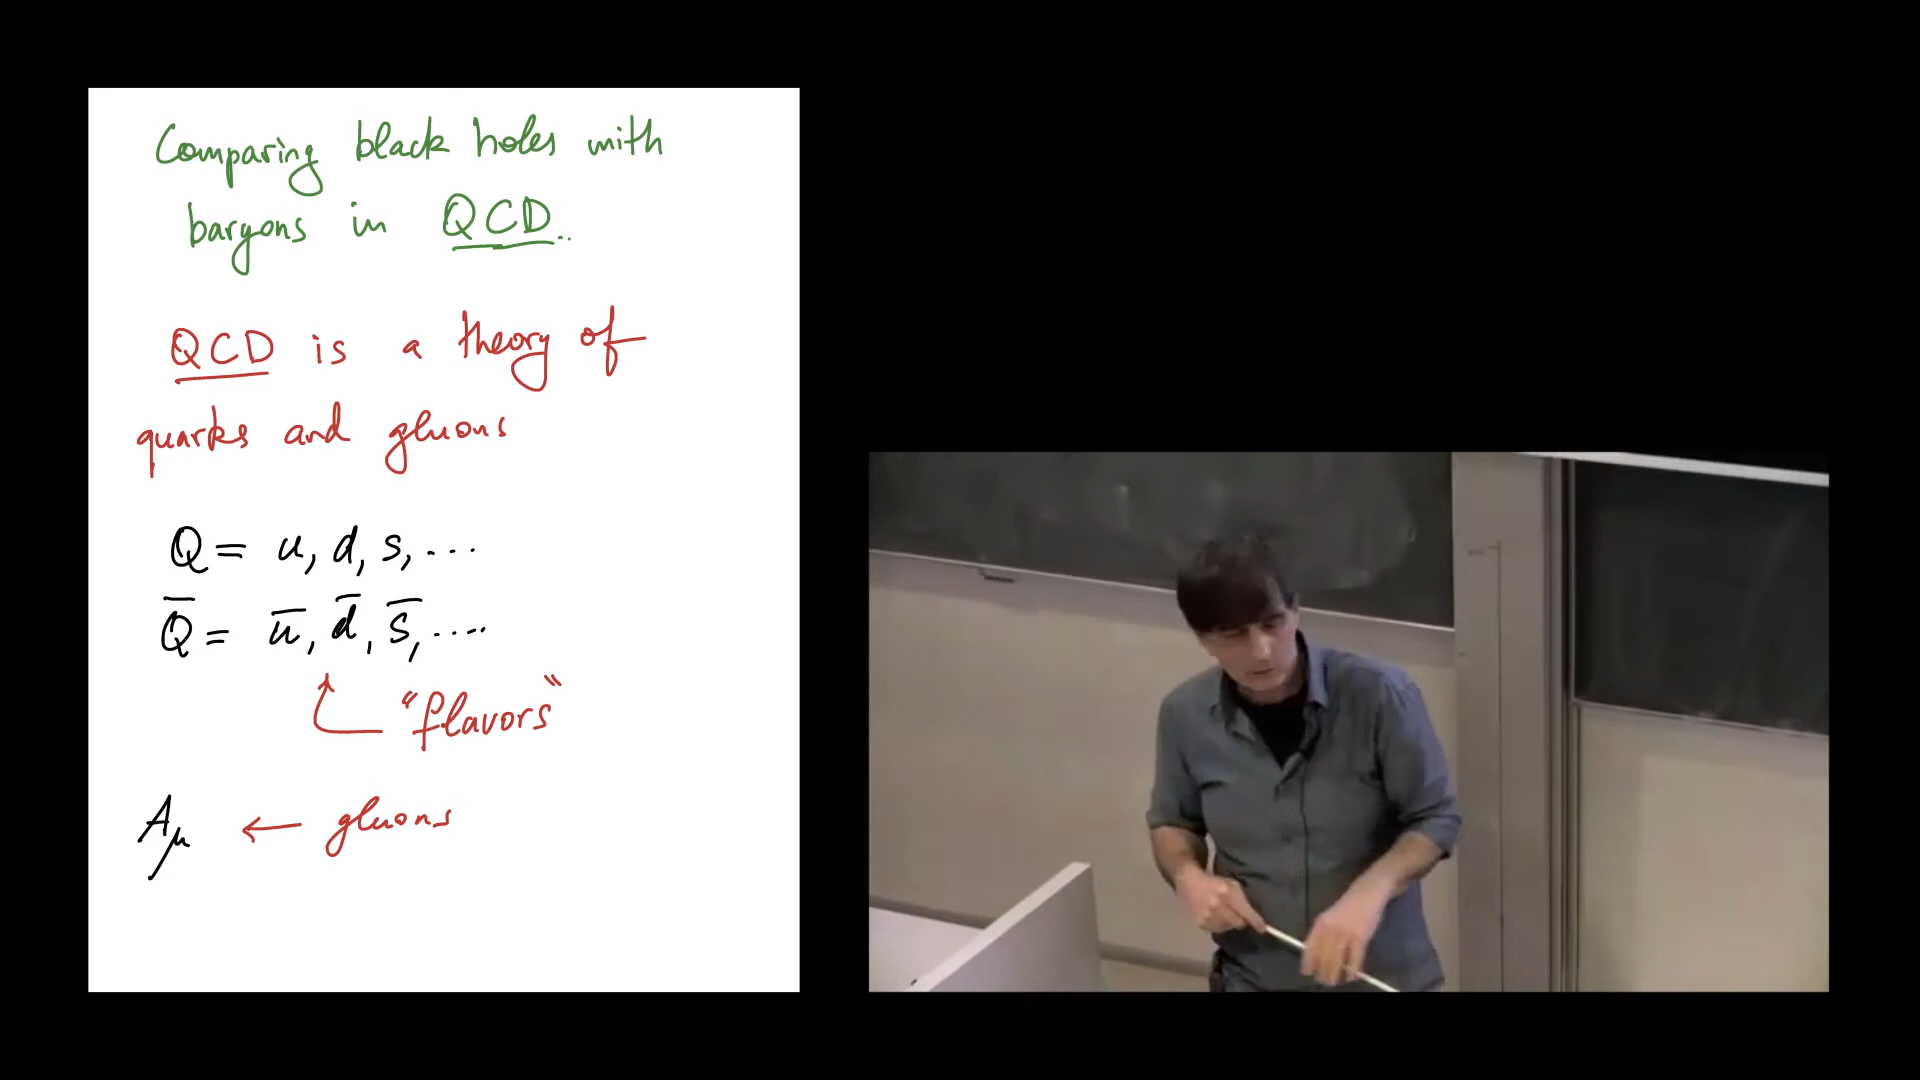 Comparing black holes with
baryons in QCD..
QCD is a theory of
quarks and gluons
Q = u, d, s, ...
Q̅ = u̅, d̅, s̅, ....
"flavors"
Aμ ← gluons